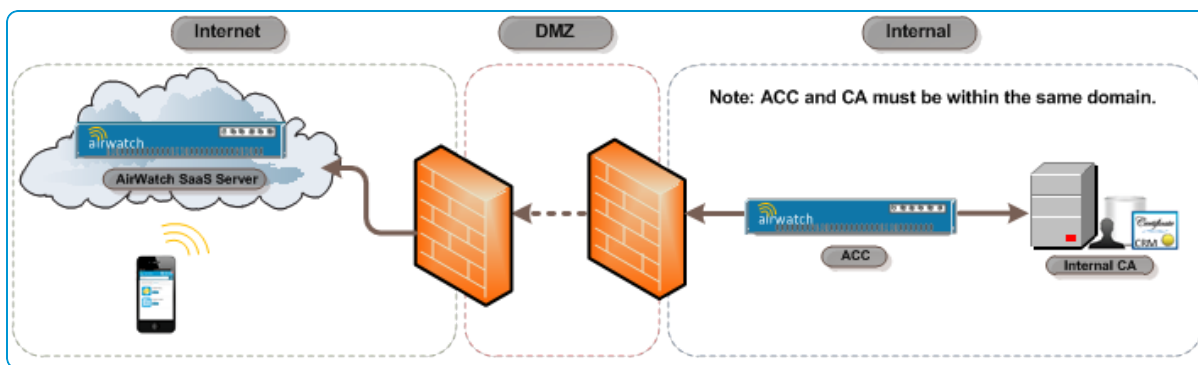 Internet
DMZ
Internal
Note: ACC and CA must be within the same domain.
airwatch
AirWatch SaaS Server
airwatch
ACC
Certificate
CRM
Internal CA